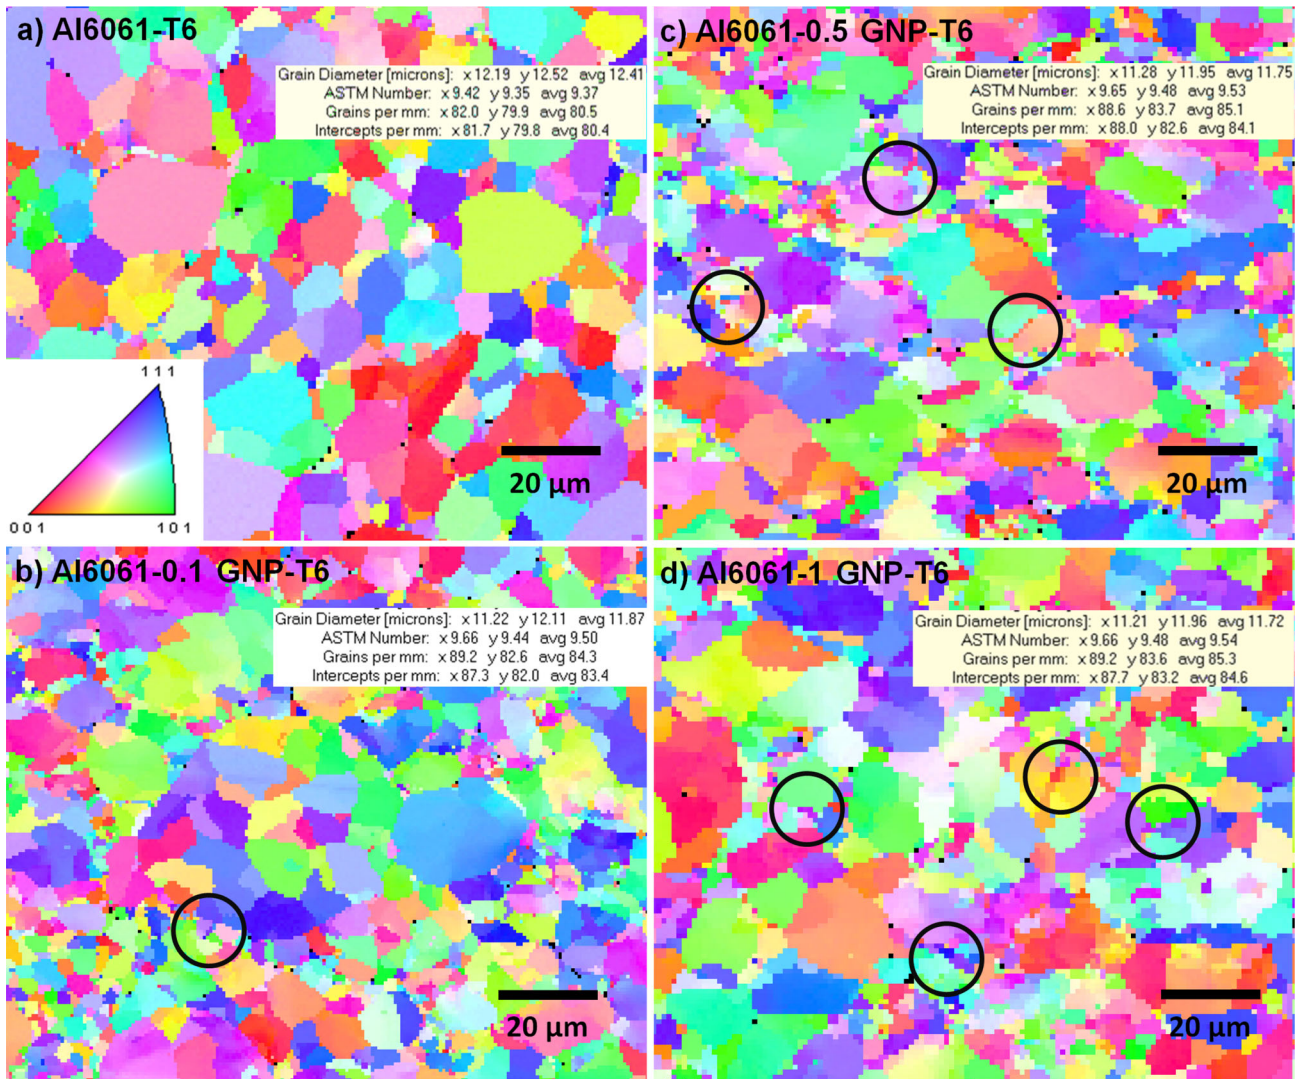 a) Al6061-T6
Grain Diameter [microns]: x 12.19 y 12.52 avg 12.41
ASTM Number: x 9.42 y 9.35 avg 9.37
Grains per mm: x 82.0 y 79.9 avg 80.5
Intercepts per mm: x 81.7 y 79.8 avg 80.4
111
001
101
20 µm
c) Al6061-0.5 GNP-T6
Grain Diameter [microns]: x 11.28 y 11.95 avg 11.75
ASTM Number: x 9.65 y 9.48 avg 9.53
Grains per mm: x 88.6 y 83.7 avg 85.1
Intercepts per mm: x 88.0 y 82.6 avg 84.1
20 µm
b) Al6061-0.1 GNP-T6
Grain Diameter [microns]: x 11.22 y 12.11 avg 11.87
ASTM Number: x 9.66 y 9.44 avg 9.50
Grains per mm: x 89.2 y 82.6 avg 84.3
Intercepts per mm: x 87.3 y 82.0 avg 83.4
20 µm
d) Al6061-1 GNP-T6
Grain Diameter [microns]: x 11.21 y 11.96 avg 11.72
ASTM Number: x 9.66 y 9.48 avg 9.54
Grains per mm: x 89.2 y 83.6 avg 85.3
Intercepts per mm: x 87.7 y 83.2 avg 84.6
20 µm